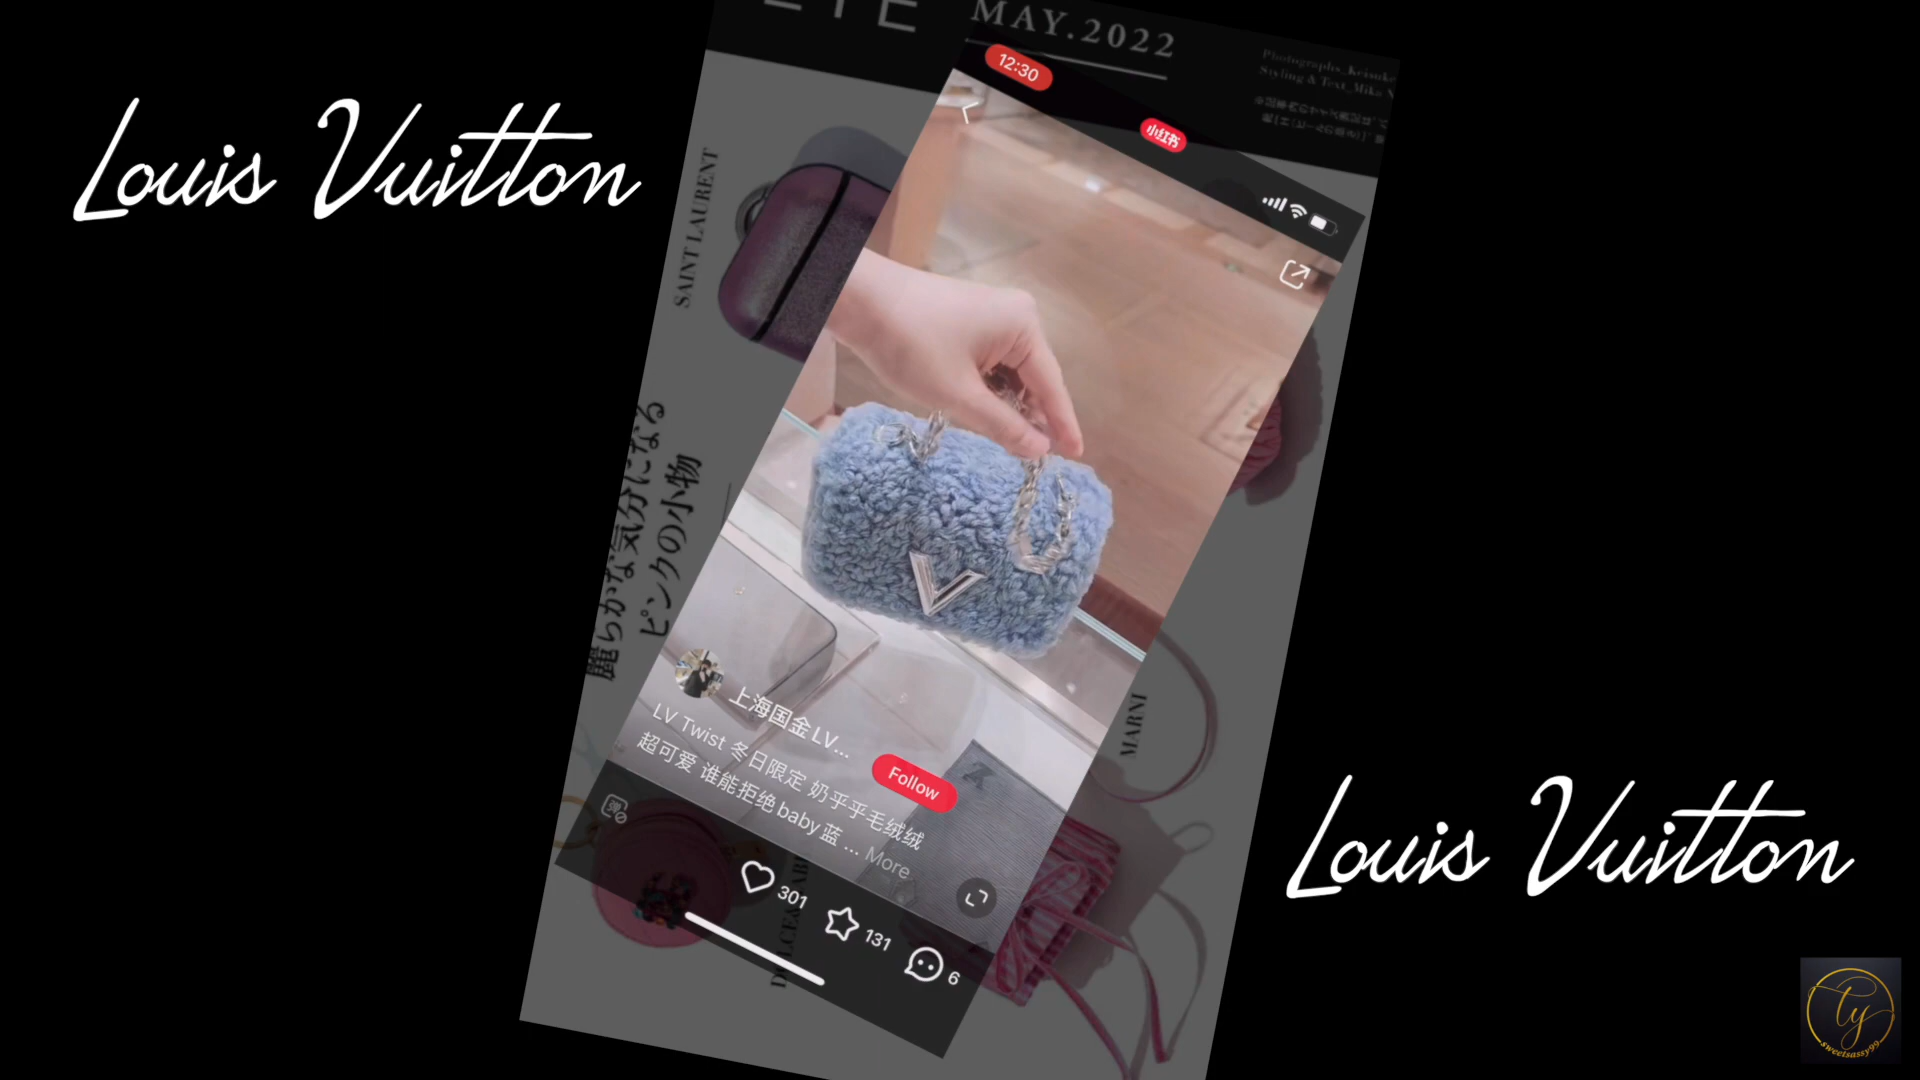 MAY.2022
12:30
小红书
Louis Vuitton
SAINT LAURENT
麗らかな気分になる
ピンクの小物
MARNI
上海国金LV...
Follow
LV Twist 冬日限定 奶乎乎毛绒绒
超可爱 谁能拒绝baby蓝 ... More
弹
301
131
6
Louis Vuitton
ty
sweetsassy99